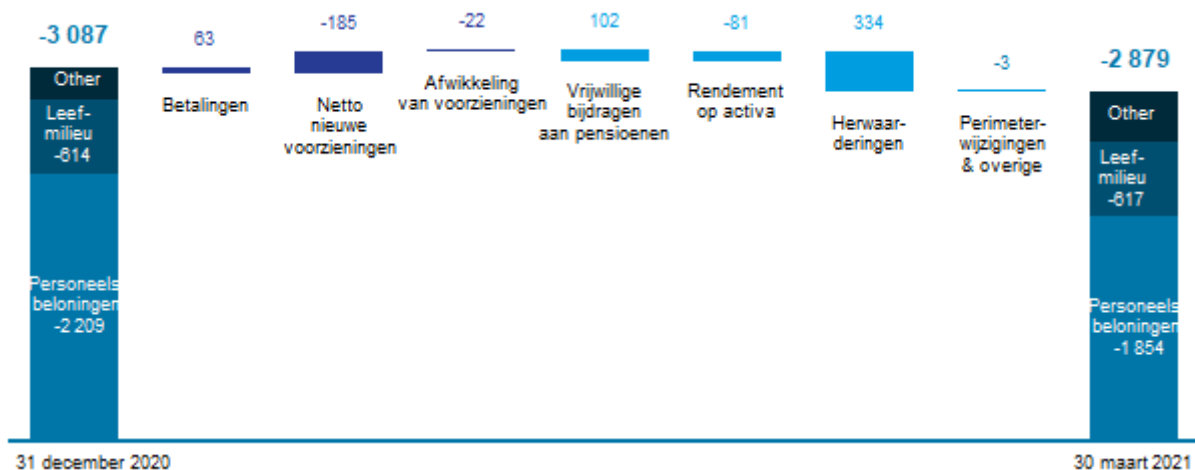 -3 087
Other
Leef-
milieu
-614
Personeels
beloningen
-2 209
63
Betalingen
-185
Netto
nieuwe
voorzieningen
-22
Afwikkeling
van voorzieningen
102
Vrijwillige
bijdragen
aan pensioenen
-81
Rendement
op activa
334
Herwaar-
deringen
-3
Perimeter-
wijzigingen
& overige
-2 879
Other
Leef-
milieu
-617
Personeels
beloningen
-1 854
31 december 2020
30 maart 2021